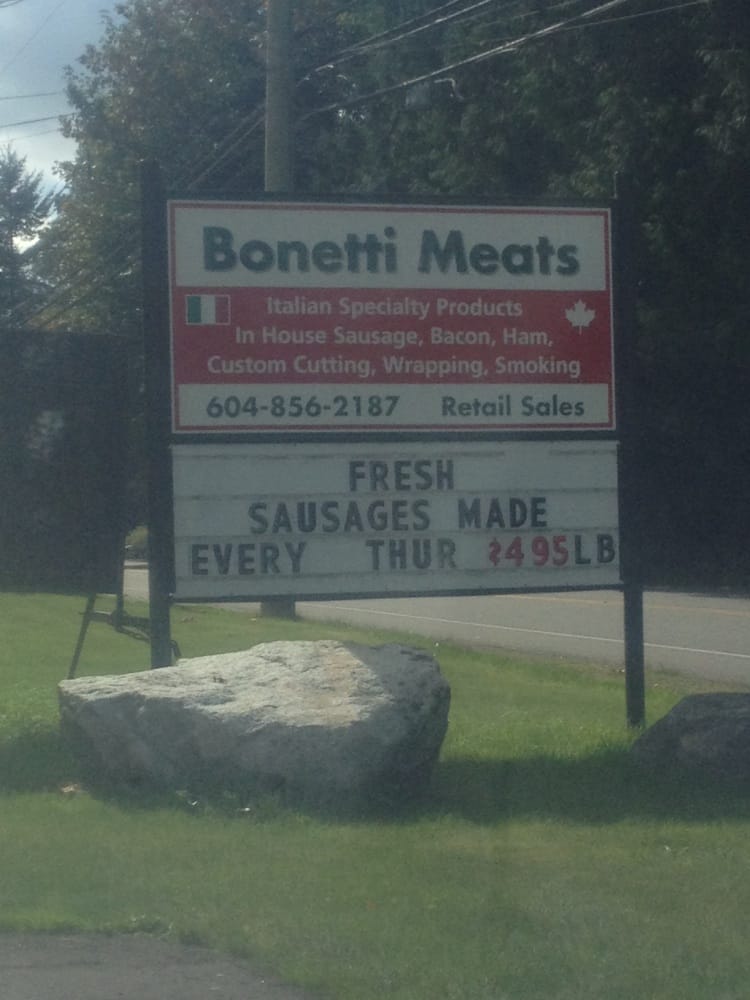 Bonetti Meats
Italian Specialty Products
In House Sausage, Bacon, Ham,
Custom Cutting, Wrapping, Smoking
604-856-2187 Retail Sales
FRESH
SAUSAGES MADE
EVERY THUR $495LB